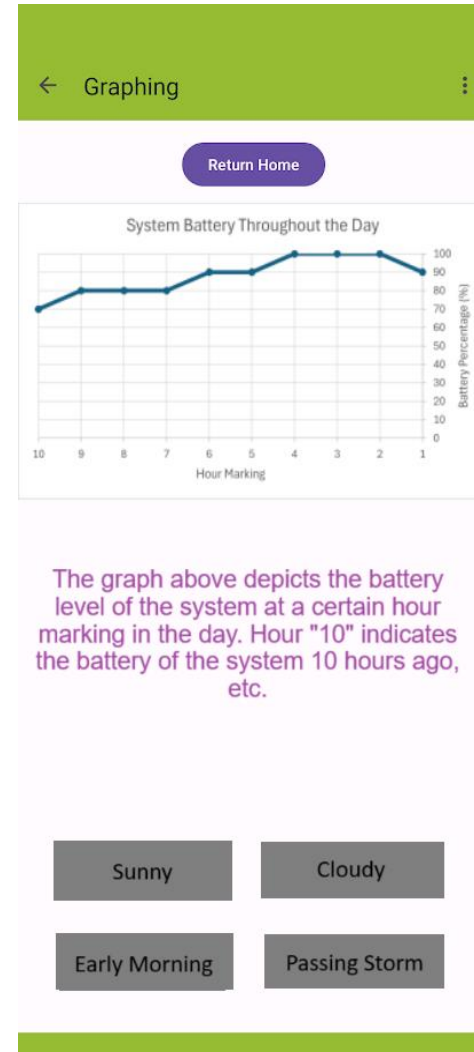 Graphing
Return Home
System Battery Throughout the Day
100
90
80
70
60
50
40
30
20
10
0
Battery Percentage (%)
10 9 8 7 6 5 4 3 2 1
Hour Marking
The graph above depicts the battery
level of the system at a certain hour
marking in the day. Hour "10" indicates
the battery of the system 10 hours ago,
etc.
Sunny
Cloudy
Early Morning
Passing Storm